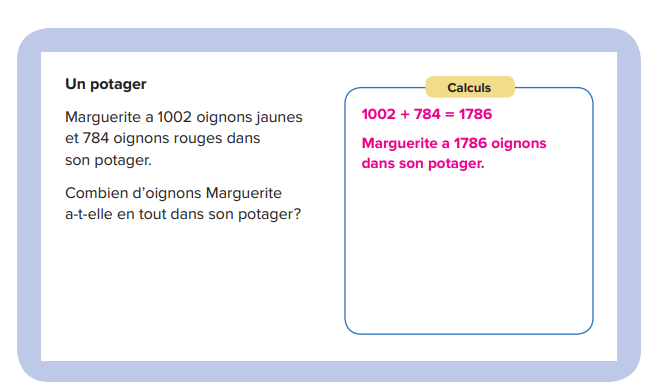 Un potager
Marguerite a 1002 oignons jaunes
et 784 oignons rouges dans
son potager.
Combien d’oignons Marguerite
a-t-elle en tout dans son potager?
Calculs
1002 + 784 = 1786
Marguerite a 1786 oignons
dans son potager.